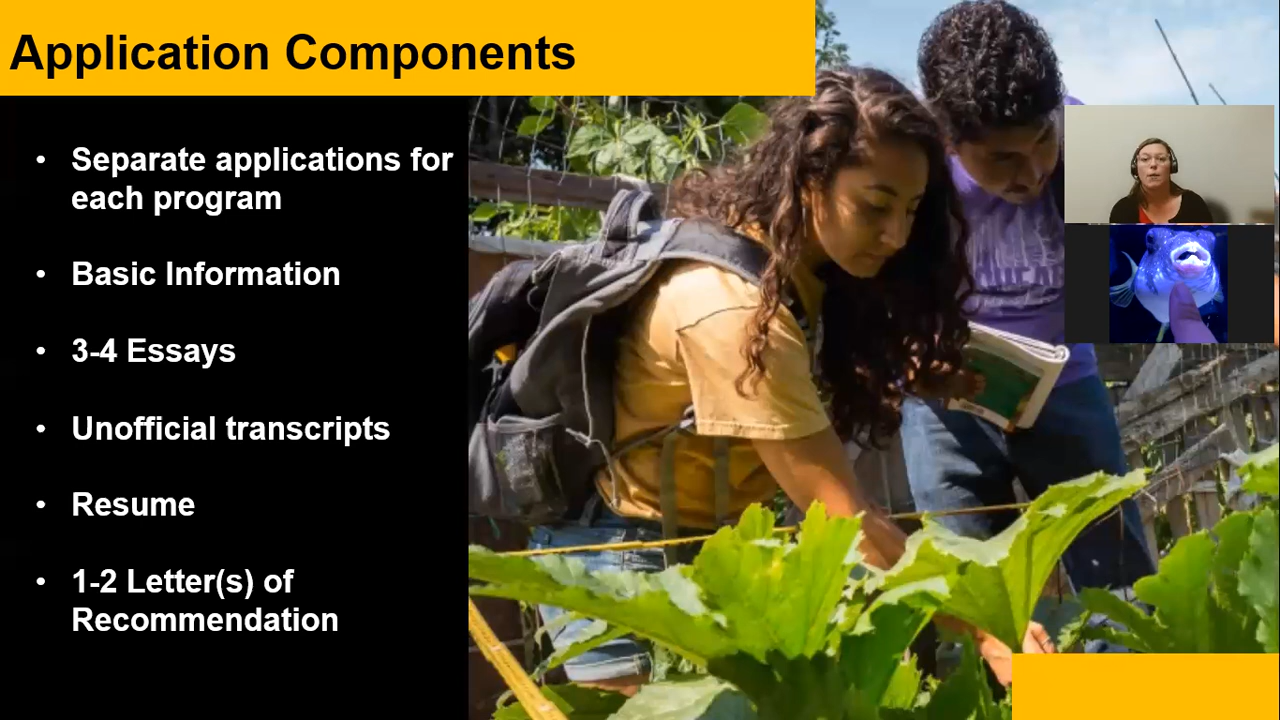 Application Components
• Separate applications for
each program
• Basic Information
• 3-4 Essays
• Unofficial transcripts
• Resume
• 1-2 Letter(s) of
Recommendation